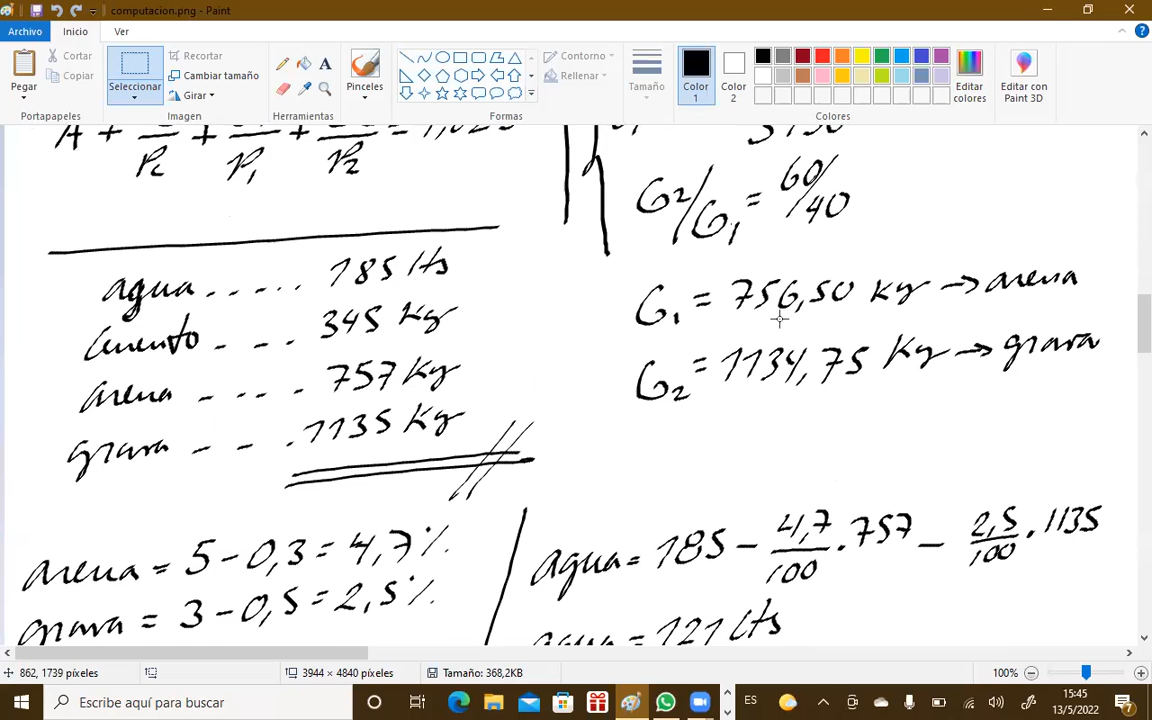 computacion.png - Paint
Archivo Inicio Ver
Pegar
Cortar
Copiar
Portapapeles
Seleccionar
Recortar
Cambiar tamaño
Girar
Imagen
A
Herramientas
Pinceles
Contorno
Rellenar
Formas
Tamaño
Color 1
Color 2
Editar colores
Editar con Paint 3D
Colores
Pc P1 P2
G2/G1 = 60/40
agua ..... 185 lts
Cemento - .. 345 Kg
arena - ... 757 Kg
grava - - .1135 Kg
G1 = 756,50 Kg → arena
G2 = 1134,75 Kg → grava
arena = 5 - 0,3 = 4,7 %
grava = 3 - 0,5 = 2,5 %
agua = 185 - 4,7/100 . 757 - 2,5/100 . 1135
agua = 121 lts
862, 1739 píxeles
3944 × 4840 píxeles
Tamaño: 368,2KB
100%
Escribe aquí para buscar
ES
15:45
13/5/2022
7